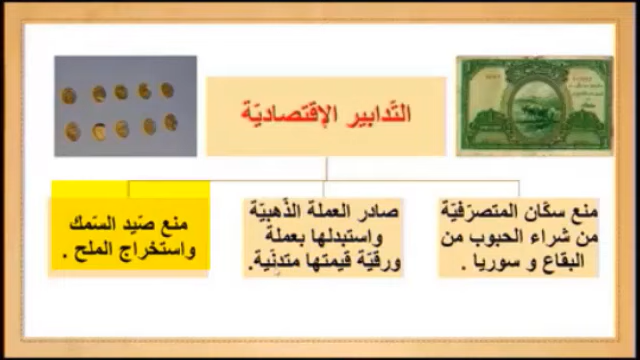 التّدابير الإقتصاديّة
منع سكّان المتصرّفيّة
من شراء الحبوب من
البقاع و سوريا .
صادر العملة الذّهبيّة
واستبدلها بعملة
ورقيّة قيمتها متدنّية.
منع صّيد السّمك
واستخراج الملح .